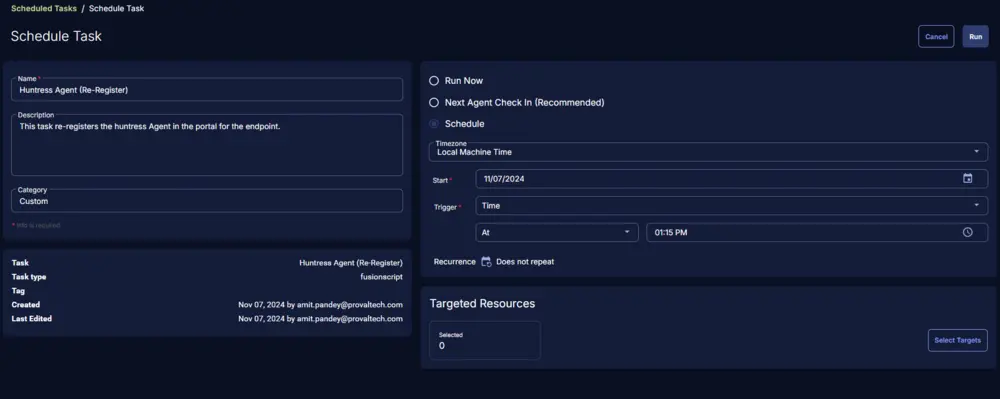 Scheduled Tasks / Schedule Task
Schedule Task
Cancel
Run
Name *
Huntress Agent (Re-Register)
Description
This task re-registers the huntress Agent in the portal for the endpoint.
Category
Custom
* Info is required
Task Huntress Agent (Re-Register)
Task type fusionscript
Tag
Created Nov 07, 2024 by amit.pandey@provaltech.com
Last Edited Nov 07, 2024 by amit.pandey@provaltech.com
Run Now
Next Agent Check In (Recommended)
Schedule
Timezone
Local Machine Time
Start * 11/07/2024
Trigger * Time
At 01:15 PM
Recurrence Does not repeat
Targeted Resources
Selected
0
Select Targets